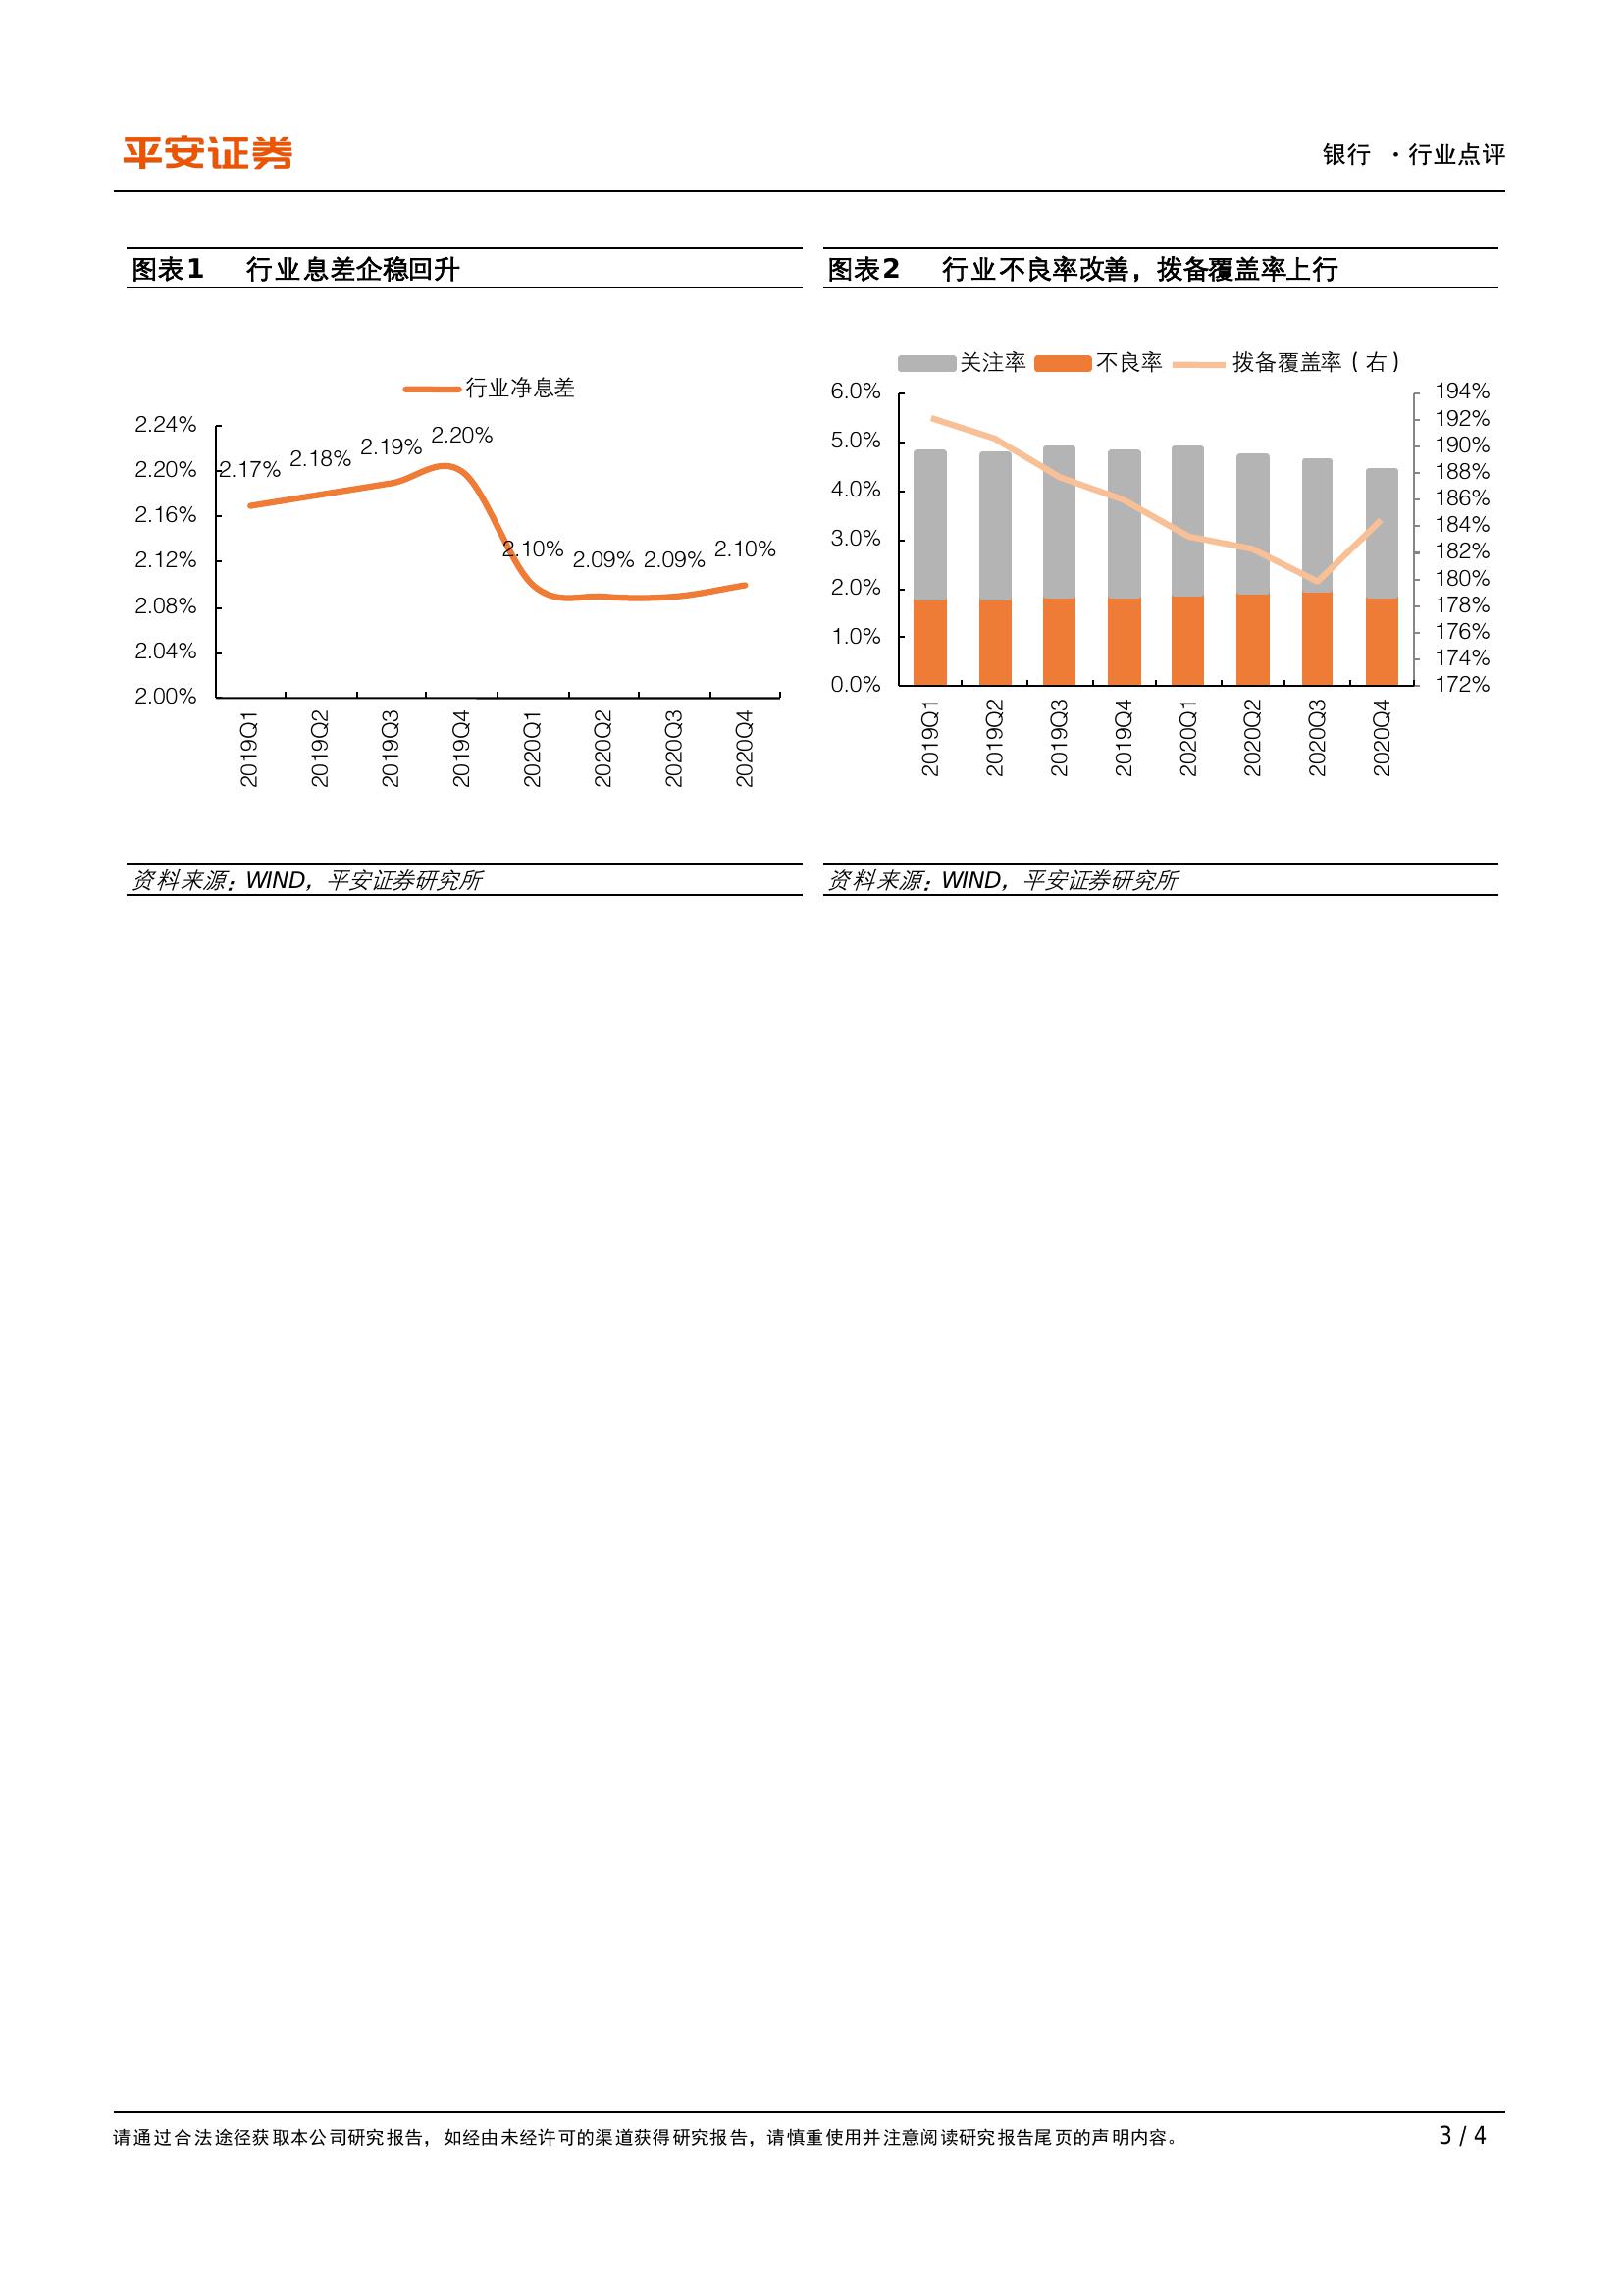 平安证券
银行 ·行业点评
图表1 行业息差企稳回升
行业净息差
2.24%
2.20%
2.16%
2.12%
2.08%
2.04%
2.00%
2.17%
2.18%
2.19%
2.20%
2.10%
2.09%
2.09%
2.10%
2019Q1
2019Q2
2019Q3
2019Q4
2020Q1
2020Q2
2020Q3
2020Q4
资料来源：WIND，平安证券研究所
图表2 行业不良率改善，拨备覆盖率上行
关注率 不良率 拨备覆盖率（右）
6.0%
5.0%
4.0%
3.0%
2.0%
1.0%
0.0%
194%
192%
190%
188%
186%
184%
182%
180%
178%
176%
174%
172%
2019Q1
2019Q2
2019Q3
2019Q4
2020Q1
2020Q2
2020Q3
2020Q4
资料来源：WIND，平安证券研究所
请通过合法途径获取本公司研究报告，如经由未经许可的渠道获得研究报告，请慎重使用并注意阅读研究报告尾页的声明内容。
3 / 4